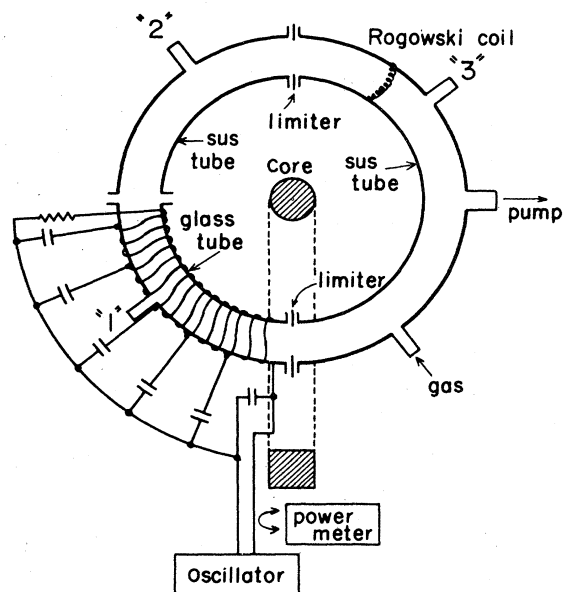 "2"
Rogowski coil
"3"
limiter
sus
tube
core
sus
tube
pump
glass
tube
limiter
"1"
gas
power
meter
Oscillator